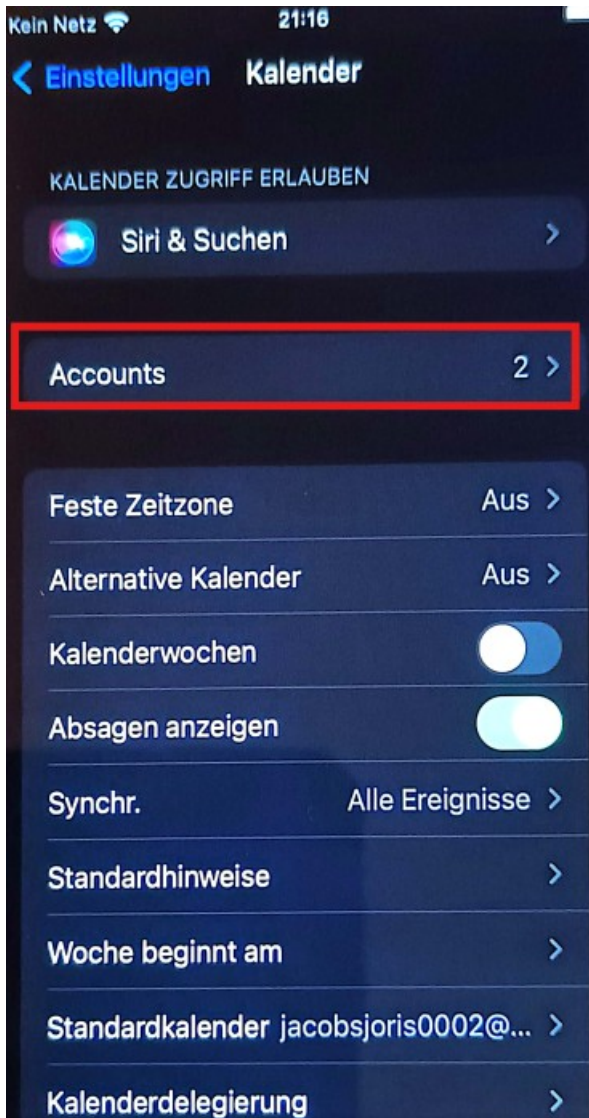 Kein Netz 21:16
Einstellungen Kalender
KALENDER ZUGRIFF ERLAUBEN
Siri & Suchen
Accounts 2
Feste Zeitzone Aus
Alternative Kalender Aus
Kalenderwochen
Absagen anzeigen
Synchr. Alle Ereignisse
Standardhinweise
Woche beginnt am
Standardkalender jacobsjoris0002@...
Kalenderdelegierung